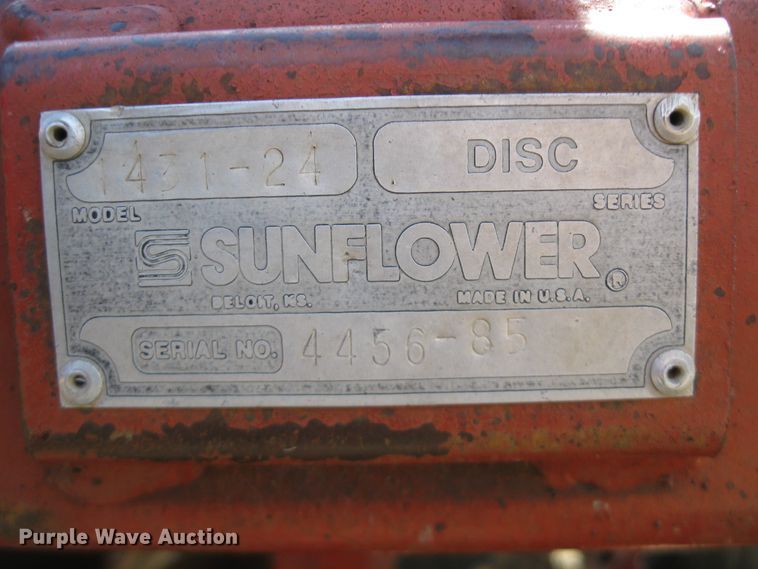 1431-24 DISC
MODEL SERIES
SUNFLOWER ®
BELOIT, KS. MADE IN U.S.A.
SERIAL NO. 4456-85
Purple Wave Auction